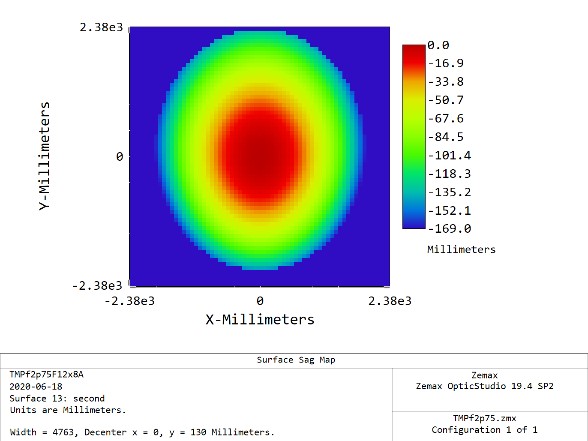 2.38e3
0
-2.38e3
Y-Millimeters
-2.38e3 0 2.38e3
X-Millimeters
0.0
-16.9
-33.8
-50.7
-67.6
-84.5
-101.4
-118.3
-135.2
-152.1
-169.0
Millimeters
Surface Sag Map
TMPf2p75F12x8A
2020-06-18
Surface 13: second
Units are Millimeters.
Width = 4763, Decenter x = 0, y = 130 Millimeters.
Zemax
Zemax OpticStudio 19.4 SP2
TMPf2p75.zmx
Configuration 1 of 1